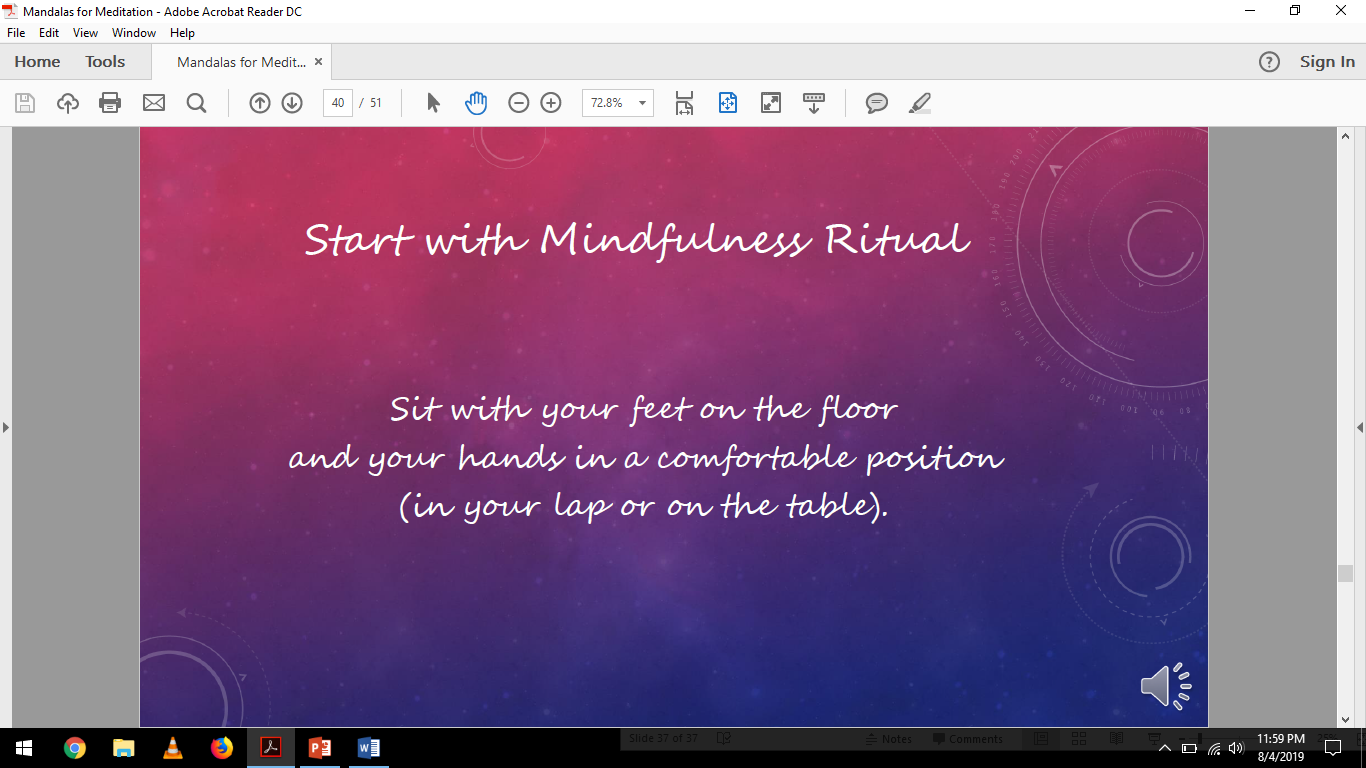 Mandalas for Meditation - Adobe Acrobat Reader DC
File Edit View Window Help
Home Tools Mandalas for Medit... × ? Sign In
40 / 51 72.8%
Start with Mindfulness Ritual
Sit with your feet on the floor
and your hands in a comfortable position
(in your lap or on the table).
Slide 37 of 37 Notes Comments
11:59 PM
8/4/2019